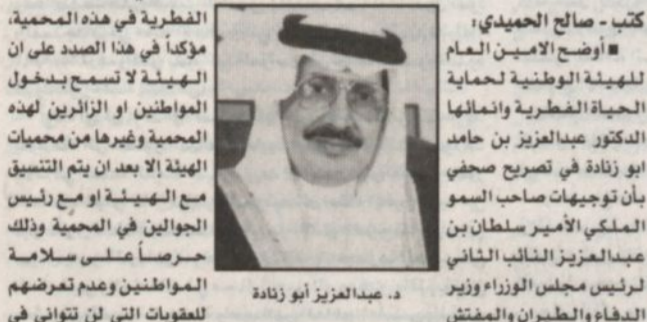 كتب - صالح الحميدي:
■ أوضح الامين العام
للهيئة الوطنية لحماية
الحياة الفطرية وانمائها
الدكتور عبدالعزيز بن حامد
ابو زنادة في تصريح صحفي
بأن توجيهات صاحب السمو
الملكي الأمير سلطان بن
عبدالعزيز النائب الثاني
لرئيس مجلس الوزراء وزير
الدفاع والطيران والمفتش
د. عبدالعزيز أبو زنادة
الفطرية في هذه المحمية،
مؤكداً في هذا الصدد على ان
الهيئة لا تسمح بدخول
المواطنين او الزائرين لهذه
المحمية وغيرها من محميات
الهيئة إلا بعد ان يتم التنسيق
مع الهيئة او مع رئيس
الجوالين في المحمية وذلك
حرصاً على سلامة
المواطنين وعدم تعرضهم
للعقوبات التي لن تتوانى في